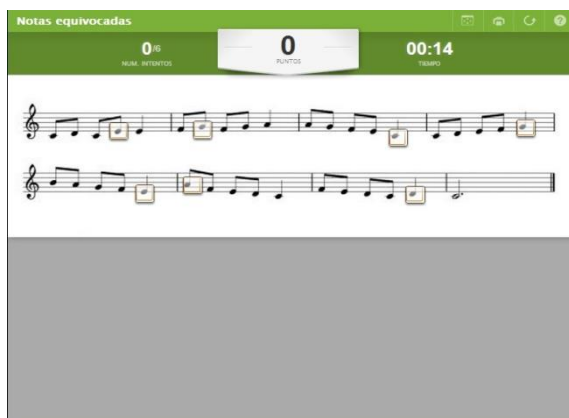 Notas equivocadas
0/6
NUM. INTENTOS
0
PUNTOS
00:14
TIEMPO